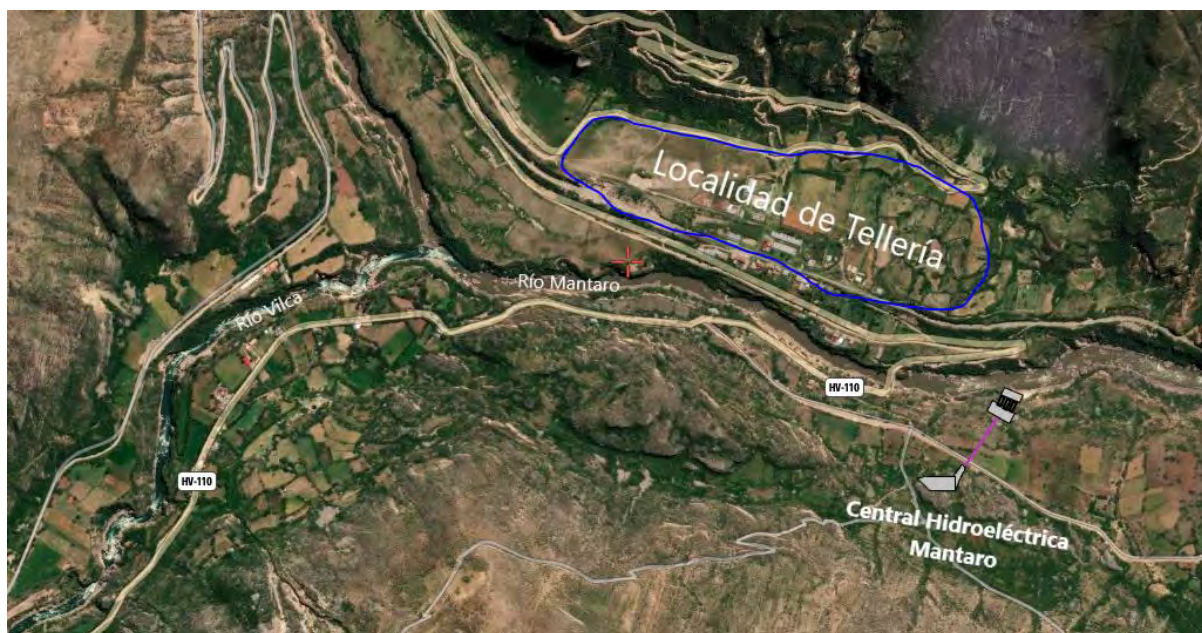 Localidad de Tellería
Río Mantaro
Río Vilca
HV-110
HV-110
Central Hidroeléctrica
Mantaro